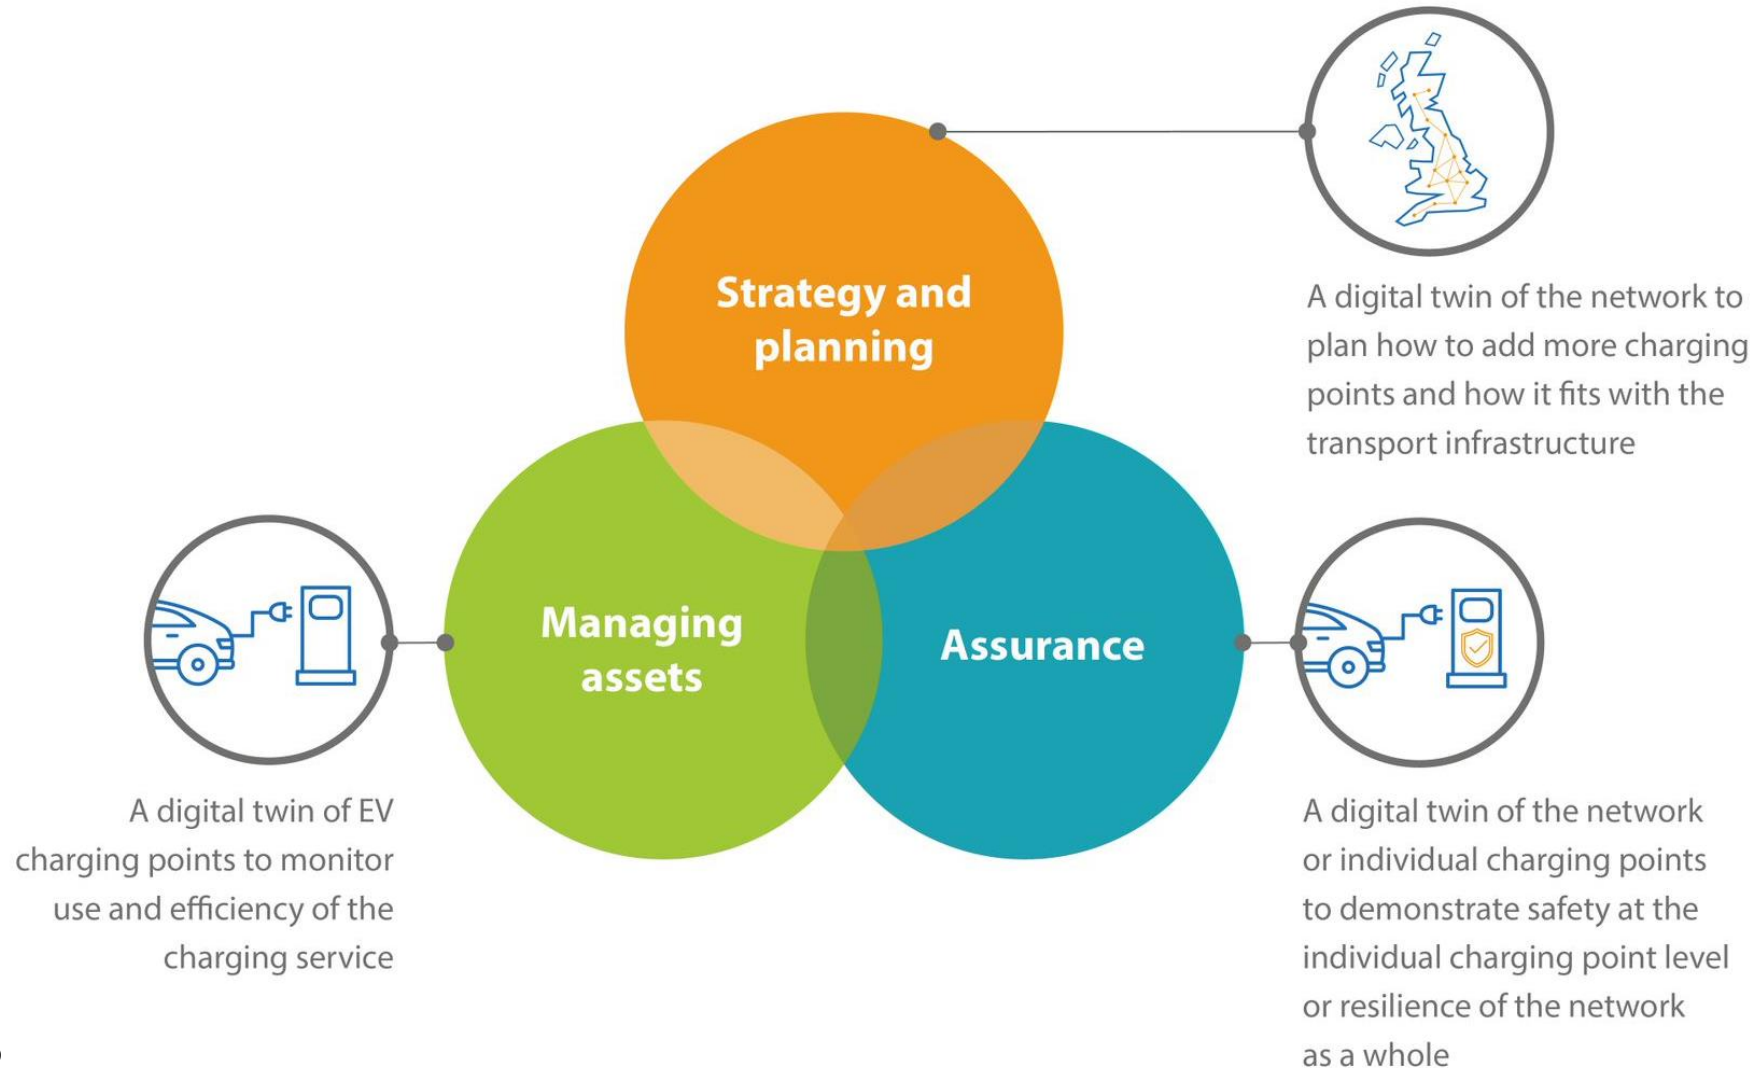 Strategy and
planning
A digital twin of the network to
plan how to add more charging
points and how it fits with the
transport infrastructure
Managing
assets
Assurance
A digital twin of EV
charging points to monitor
use and efficiency of the
charging service
A digital twin of the network
or individual charging points
to demonstrate safety at the
individual charging point level
or resilience of the network
as a whole